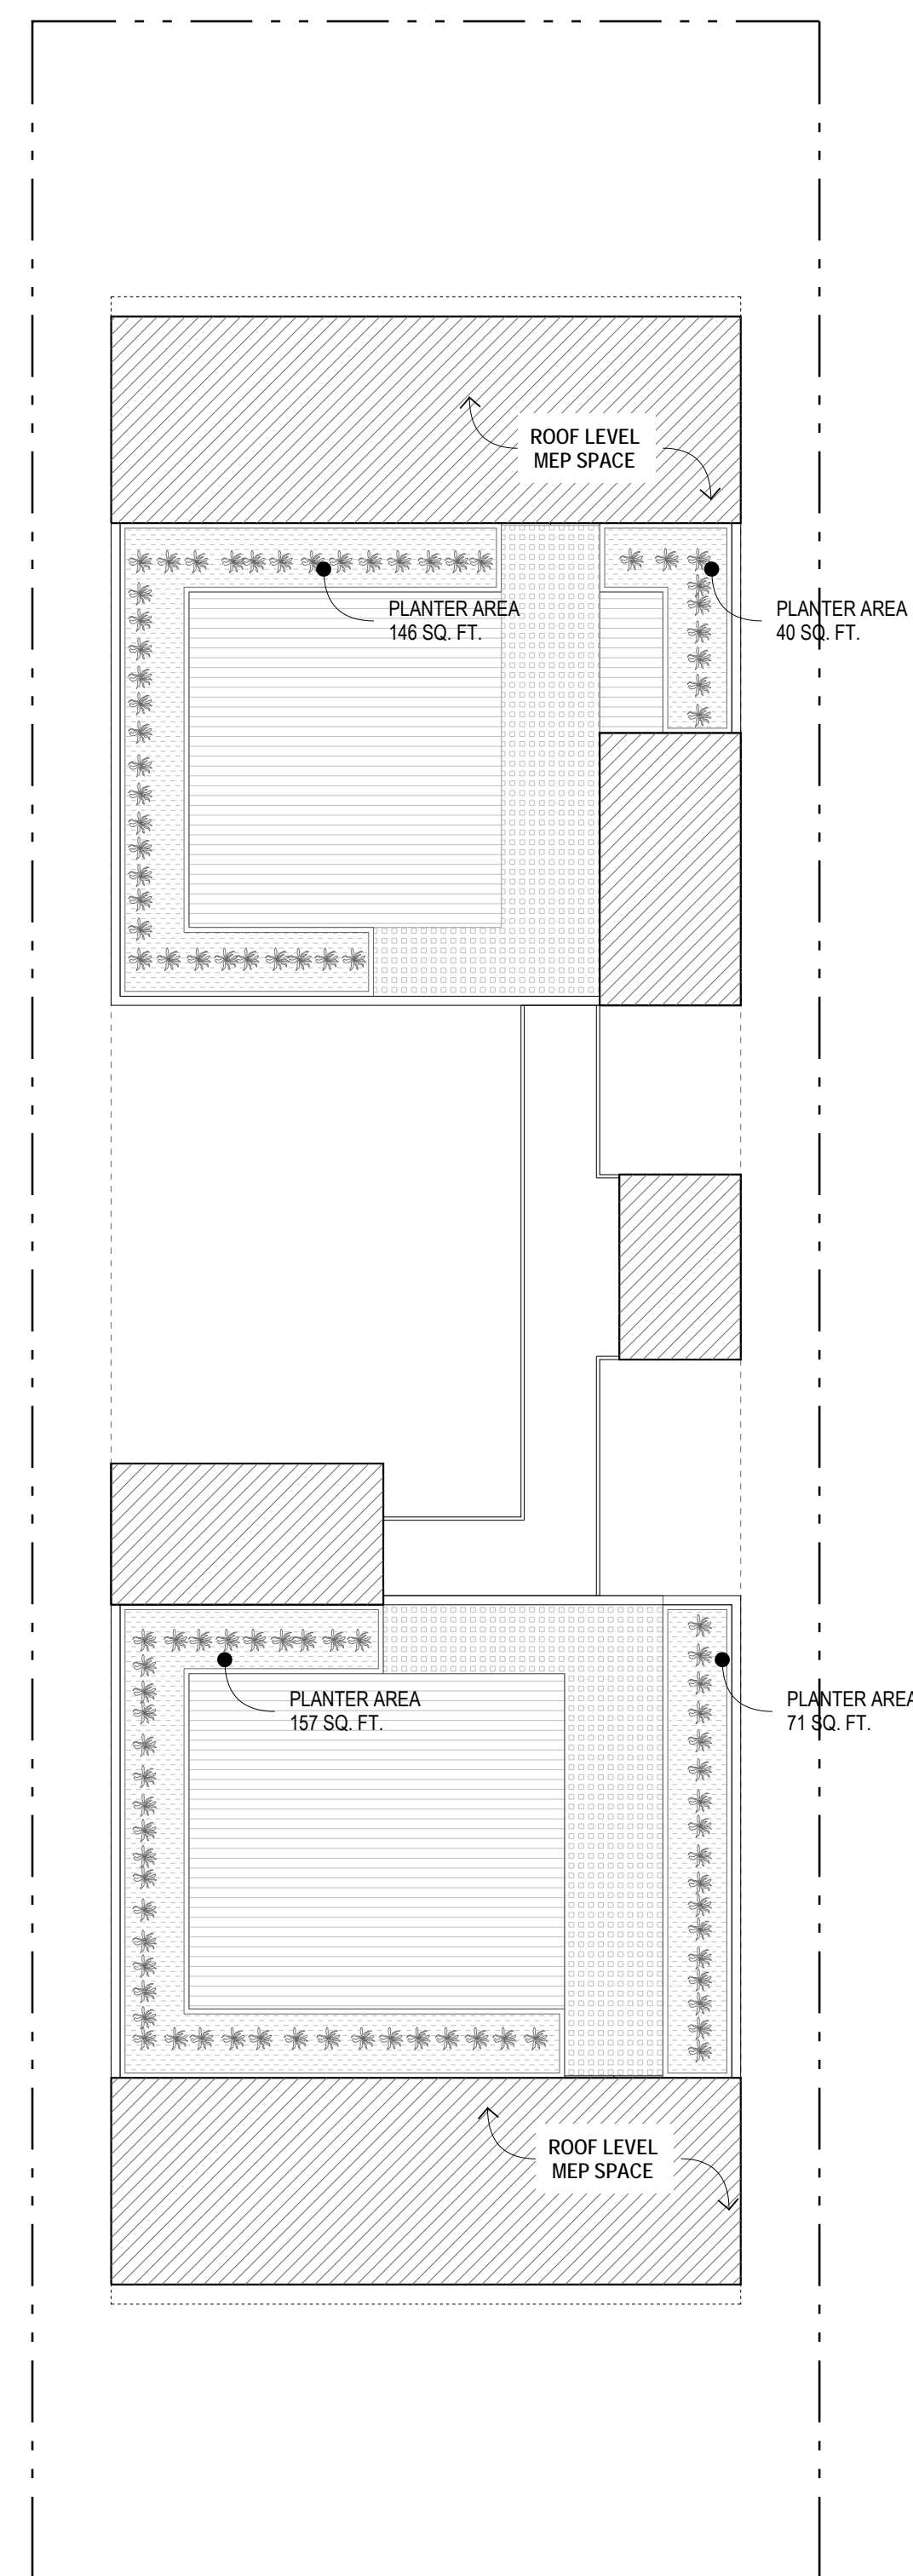 ROOF LEVEL
MEP SPACE
PLANTER AREA
146 SQ. FT.
PLANTER AREA
40 SQ. FT.
PLANTER AREA
157 SQ. FT.
PLANTER AREA
71 SQ. FT.
ROOF LEVEL
MEP SPACE